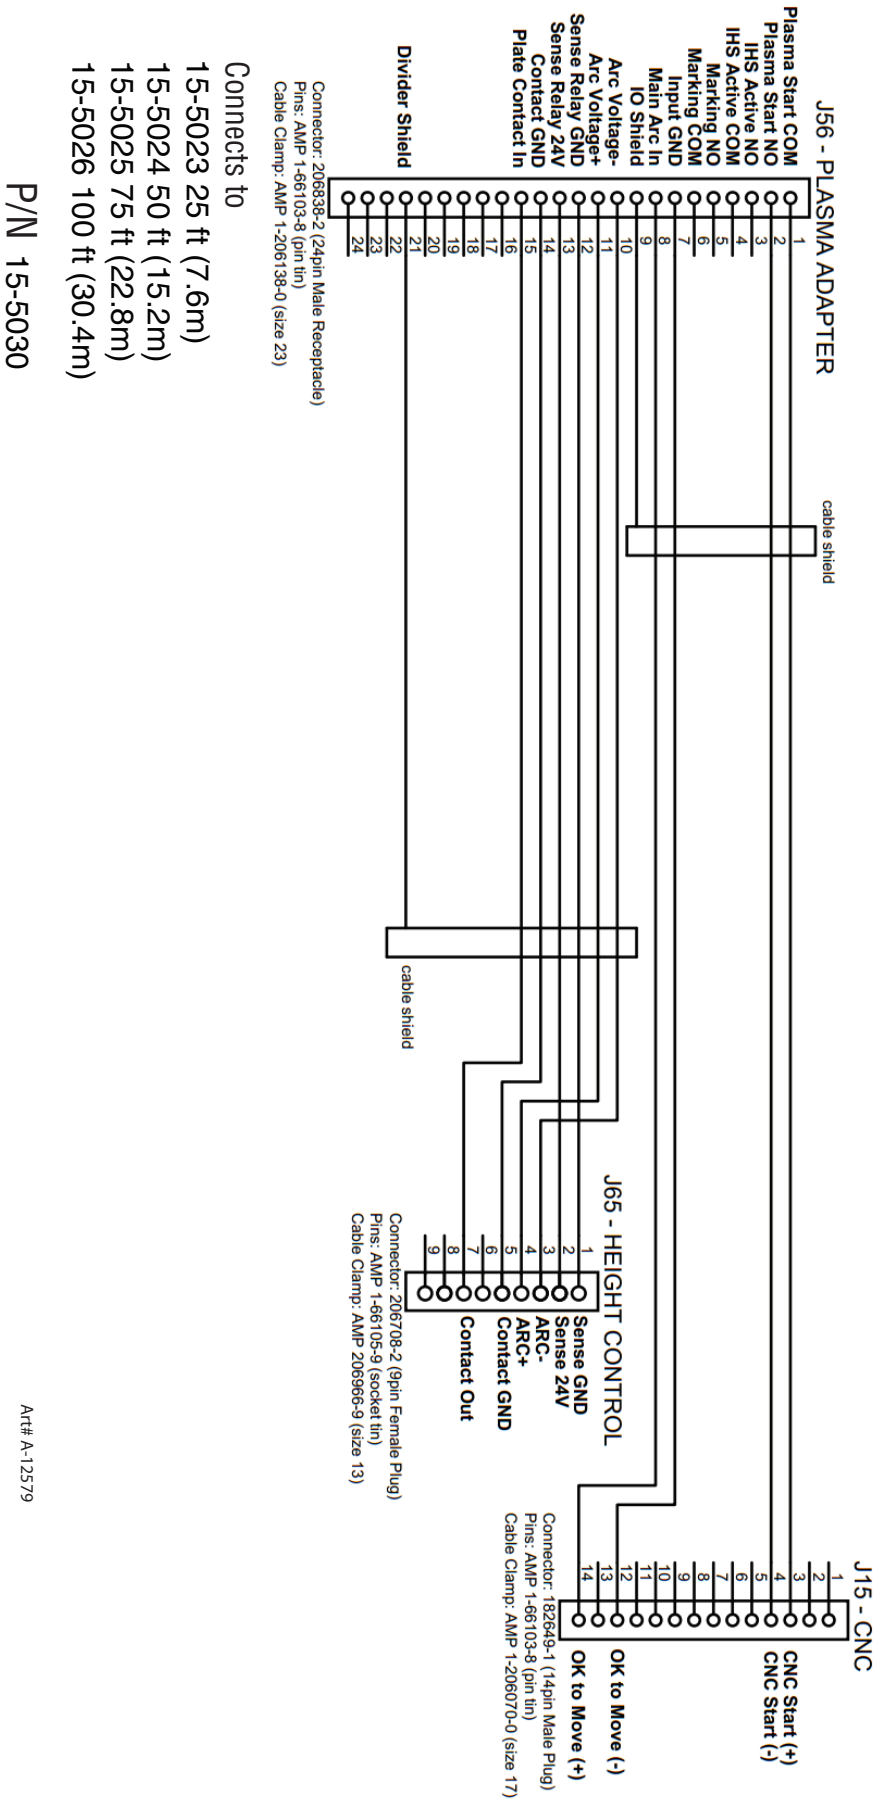 J56 - PLASMA ADAPTER
Plasma Start COM
Plasma Start NO
IHS Active NO
IHS Active COM
Marking NO
Marking COM
Input GND
Main Arc In
IO Shield
Arc Voltage-
Arc Voltage+
Sense Relay GND
Sense Relay 24V
Contact GND
Plate Contact In
Divider Shield
1
2
3
4
5
6
7
8
9
10
11
12
13
14
15
16
17
18
19
20
21
22
23
24
Connector: 206838-2 (24pin Male Receptacle)
Pins: AMP 1-66103-8 (pin tin)
Cable Clamp: AMP 1-206138-0 (size 23)
cable shield
cable shield
J65 - HEIGHT CONTROL
1
2
3
4
5
6
7
8
9
Sense GND
Sense 24V
ARC-
ARC+
Contact GND
Contact Out
Connector: 206708-2 (9pin Female Plug)
Pins: AMP 1-66105-9 (socket tin)
Cable Clamp: AMP 206966-9 (size 13)
J15 - CNC
1
2
3
4
5
6
7
8
9
10
11
12
13
14
CNC Start (+)
CNC Start (-)
OK to Move (-)
OK to Move (+)
Connector: 182649-1 (14pin Male Plug)
Pins: AMP 1-66103-8 (pin tin)
Cable Clamp: AMP 1-206070-0 (size 17)
Connects to
15-5023 25 ft (7.6m)
15-5024 50 ft (15.2m)
15-5025 75 ft (22.8m)
15-5026 100 ft (30.4m)
P/N 15-5030
Art# A-12579